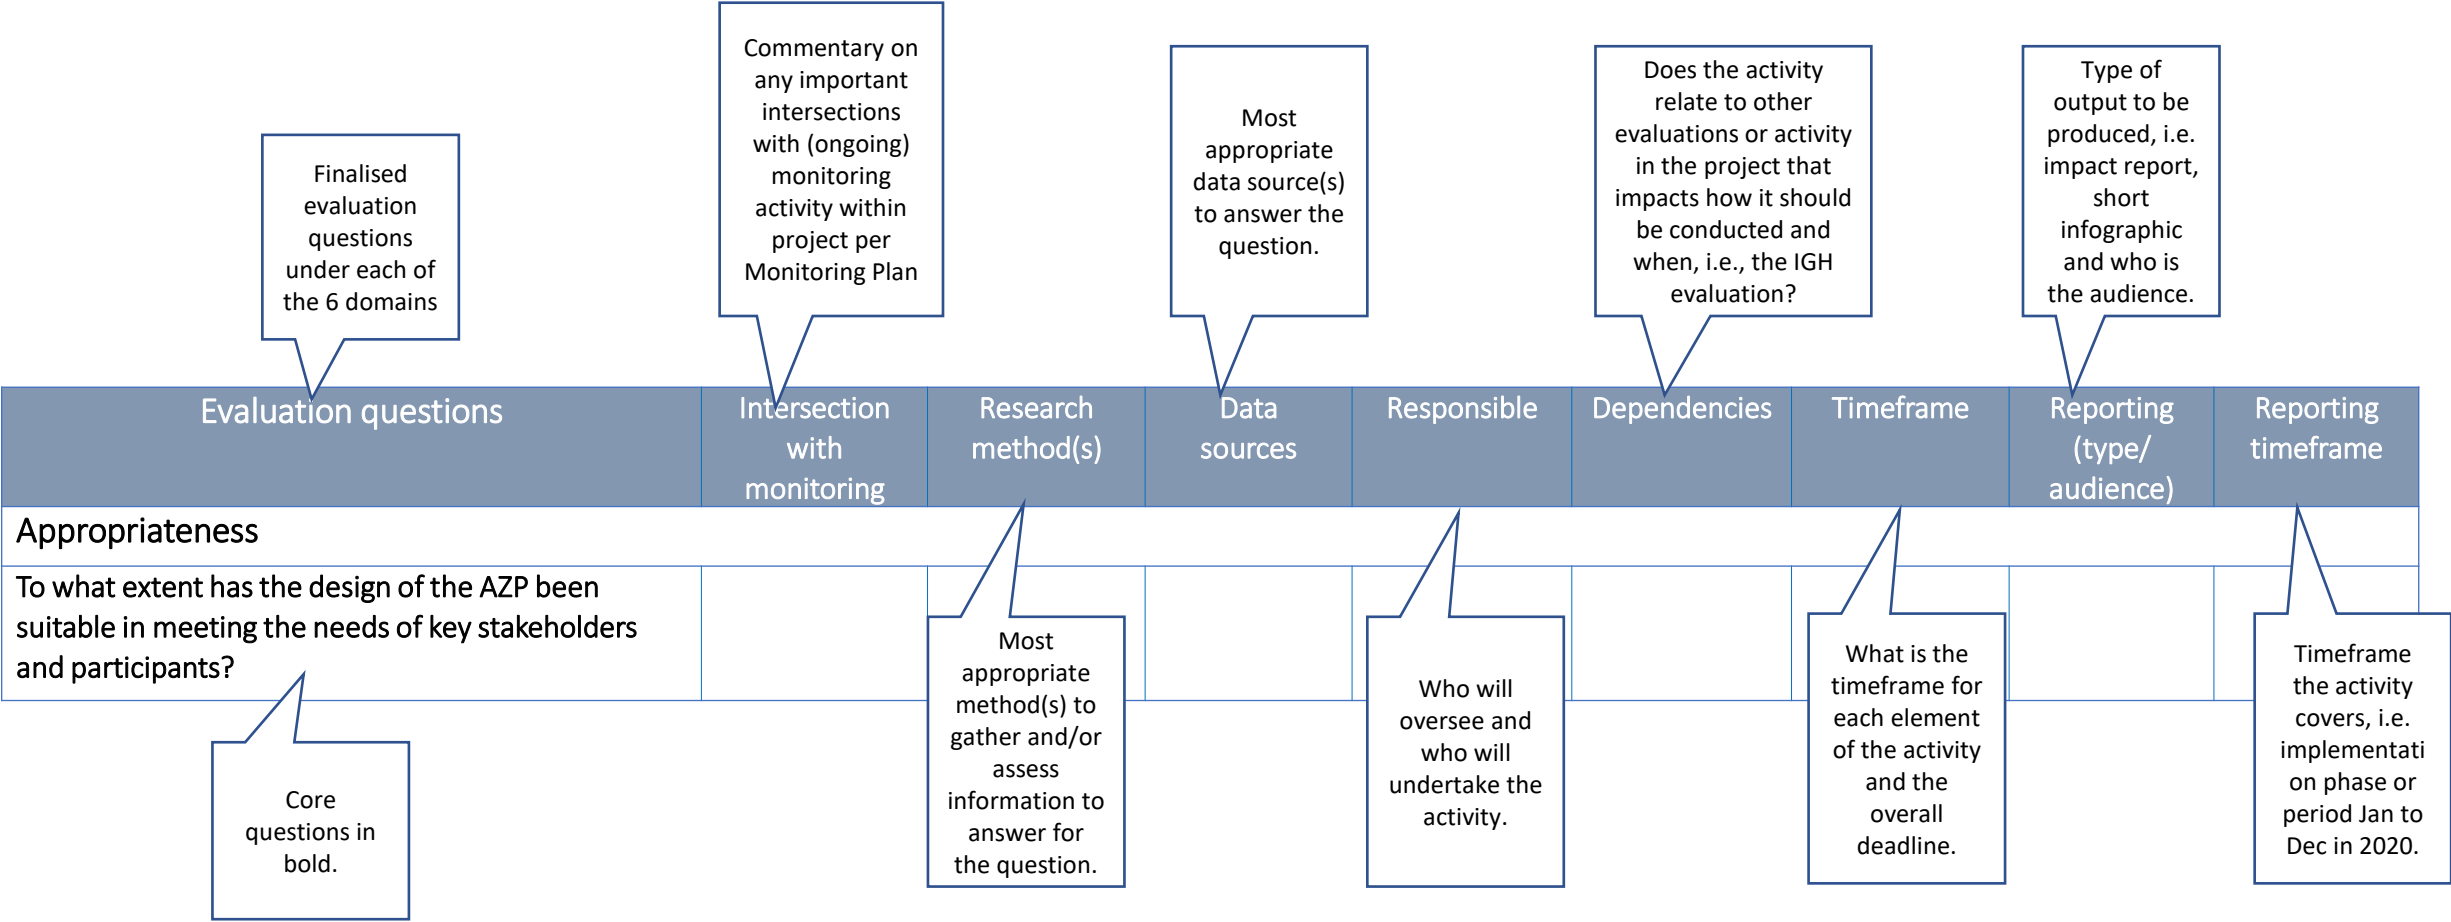 Finalised
evaluation
questions
under each of
the 6 domains
Commentary on
any important
intersections
with (ongoing)
monitoring
activity within
project per
Monitoring Plan
Most
appropriate
data source(s)
to answer the
question.
Does the activity
relate to other
evaluations or activity
in the project that
impacts how it should
be conducted and
when, i.e., the IGH
evaluation?
Type of
output to be
produced, i.e.
impact report,
short
infographic
and who is
the audience.
Evaluation questions
Intersection
with
monitoring
Research
method(s)
Data
sources
Responsible
Dependencies
Timeframe
Reporting
(type/
audience)
Reporting
timeframe
Appropriateness
To what extent has the design of the AZP been
suitable in meeting the needs of key stakeholders
and participants?
Core
questions in
bold.
Most
appropriate
method(s) to
gather and/or
assess
information to
answer for
the question.
Who will
oversee and
who will
undertake the
activity.
What is the
timeframe for
each element
of the activity
and the
overall
deadline.
Timeframe
the activity
covers, i.e.
implementati
on phase or
period Jan to
Dec in 2020.